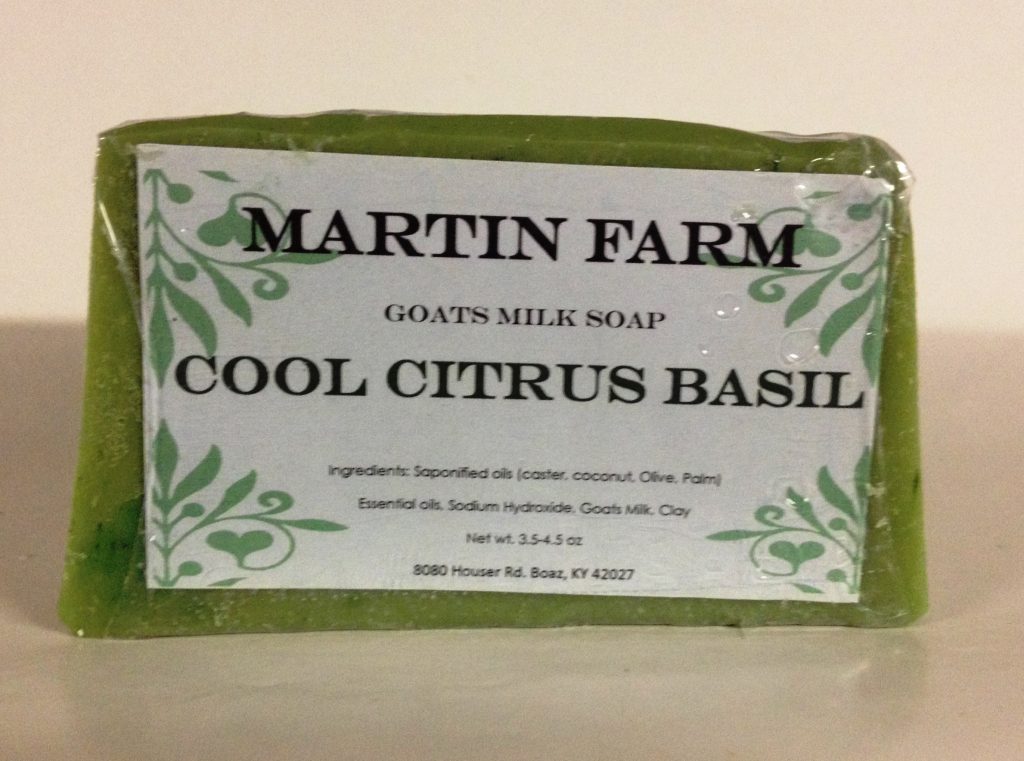 MARTIN FARM
GOATS MILK SOAP
COOL CITRUS BASIL
Ingredients: Saponified oils (caster, coconut, Olive, Palm)
Essential oils, Sodium Hydroxide, Goats Milk, Clay
Net wt. 3.5-4.5 oz
8080 Houser Rd. Boaz, KY 42027